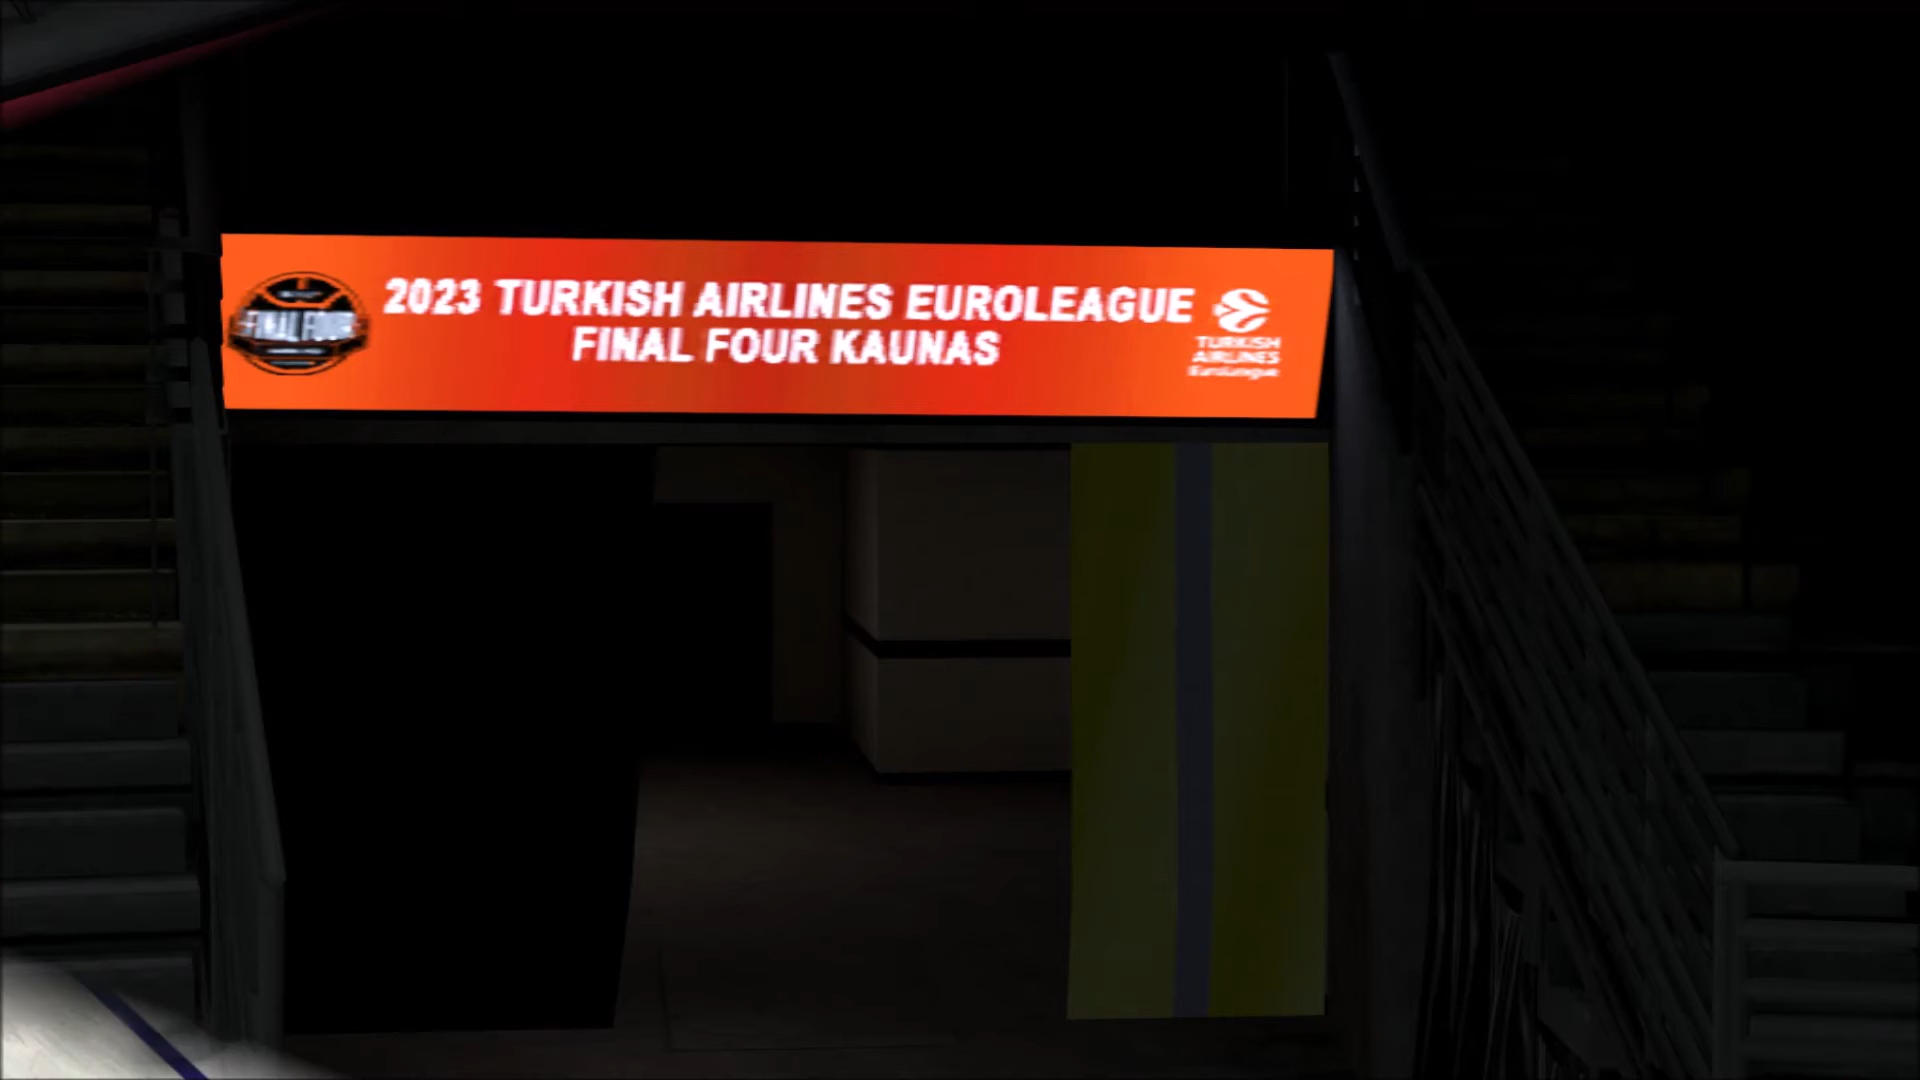 FINAL FOUR
2023 TURKISH AIRLINES EUROLEAGUE
FINAL FOUR KAUNAS
TURKISH
AIRLINES
EuroLeague